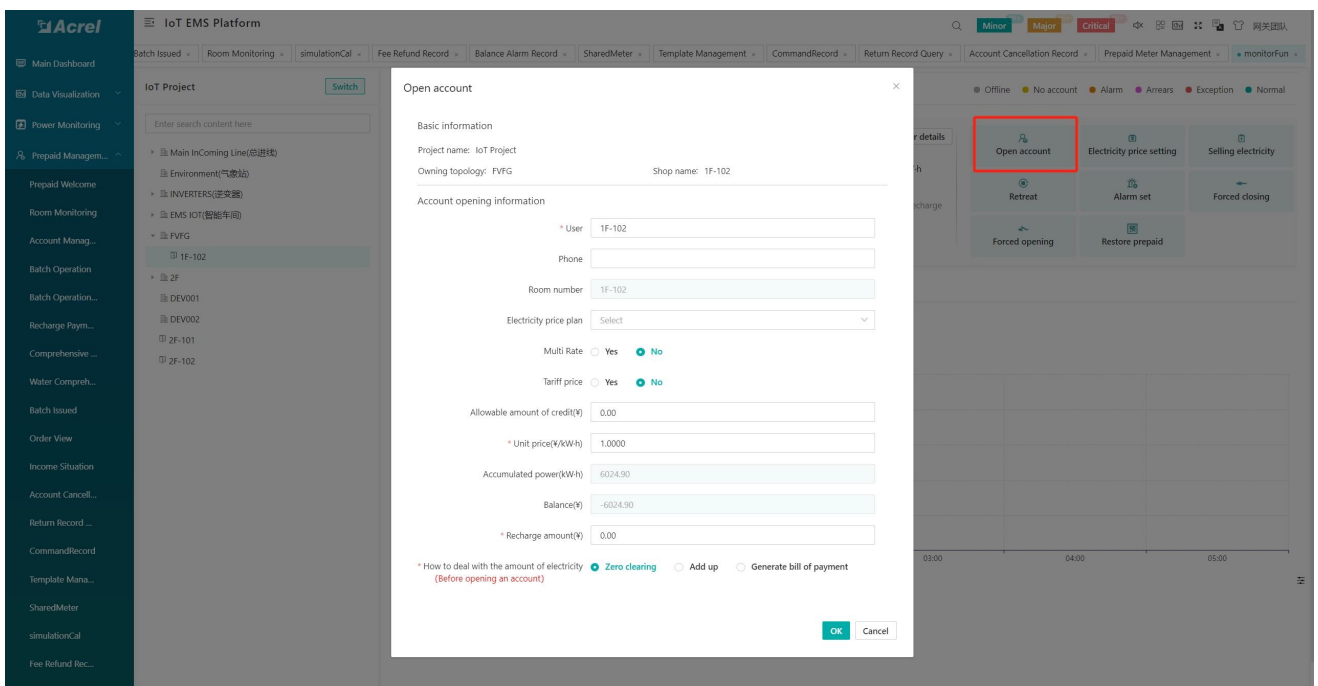 Acrel
IoT EMS Platform
Minor
Major
Critical
网关团队
Batch Issued × Room Monitoring × simulationCal × Fee Refund Record × Balance Alarm Record × SharedMeter × Template Management × CommandRecord × Return Record Query × Account Cancellation Record × Prepaid Meter Management × monitorFun ×
Main Dashboard
Data Visualization
Power Monitoring
Prepaid Managem...
Prepaid Welcome
Room Monitoring
Account Manag...
Batch Operation
Batch Operation...
Recharge Paym...
Comprehensive ...
Water Compreh...
Batch Issued
Order View
Income Situation
Account Cancell...
Return Record ...
CommandRecord
Template Mana...
SharedMeter
simulationCal
Fee Refund Rec...
IoT Project
Switch
Enter search content here
Main InComing Line(总进线)
Environment(气象站)
INVERTERS(逆变器)
EMS IOT(智能车间)
FVFG
1F-102
2F
DEV001
DEV002
2F-101
2F-102
Open account ×
Basic information
Project name: IoT Project
Owning topology: FVFG Shop name: 1F-102
Account opening information
* User 1F-102
Phone
Room number 1F-102
Electricity price plan Select
Multi Rate Yes No
Tariff price Yes No
Allowable amount of credit(¥) 0.00
* Unit price(¥/kW·h) 1.0000
Accumulated power(kW·h) 6024.90
Balance(¥) -6024.90
* Recharge amount(¥) 0.00
* How to deal with the amount of electricity Zero clearing Add up Generate bill of payment
(Before opening an account)
OK Cancel
Offline No account Alarm Arrears Exception Normal
r details
echarge
Open account Electricity price setting Selling electricity
Retreat Alarm set Forced closing
Forced opening Restore prepaid
03:00 04:00 05:00